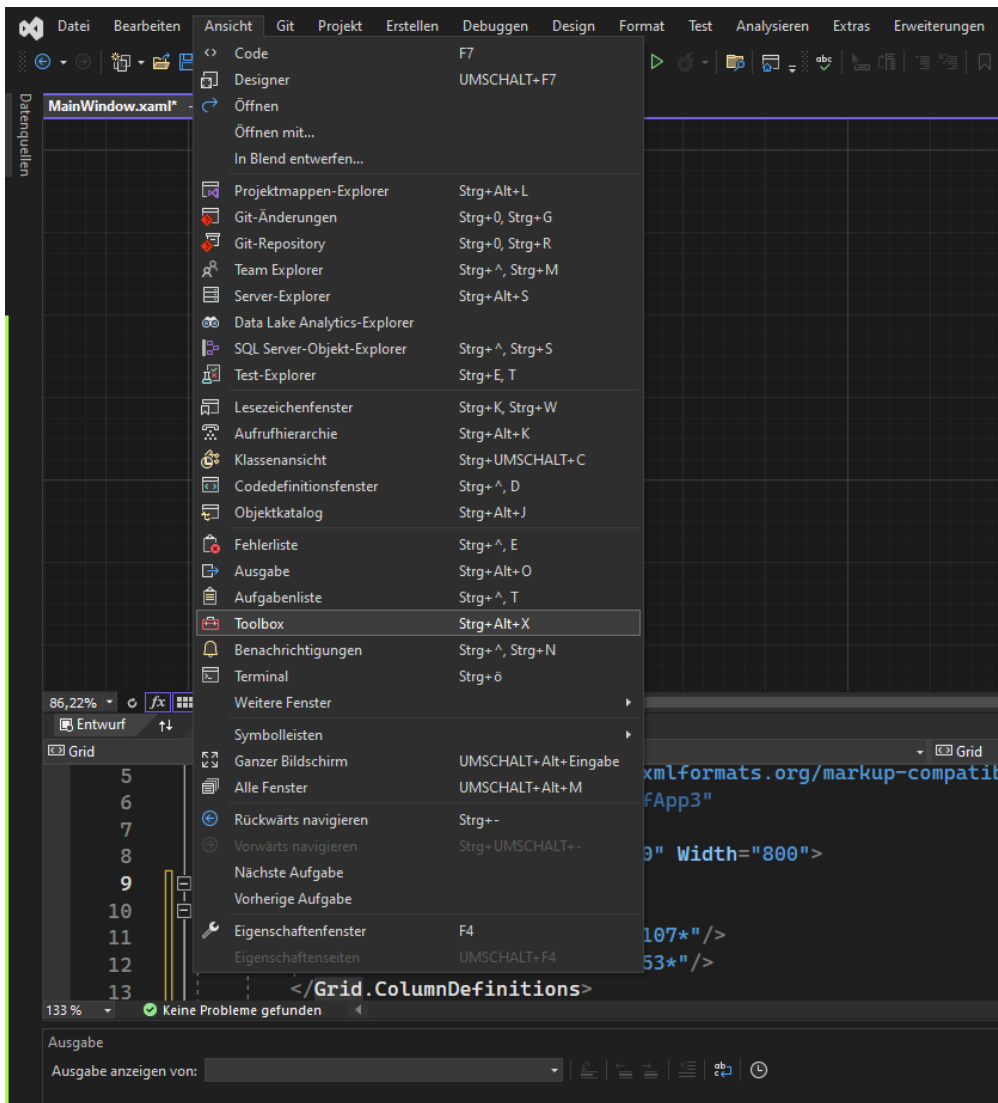 Datei Bearbeiten Ansicht Git Projekt Erstellen Debuggen Design Format Test Analysieren Extras Erweiterungen
Datenquellen
MainWindow.xaml*
Code F7
Designer UMSCHALT+F7
Öffnen
Öffnen mit...
In Blend entwerfen...
Projektmappen-Explorer Strg+Alt+L
Git-Änderungen Strg+0, Strg+G
Git-Repository Strg+0, Strg+R
Team Explorer Strg+^, Strg+M
Server-Explorer Strg+Alt+S
Data Lake Analytics-Explorer
SQL Server-Objekt-Explorer Strg+^, Strg+S
Test-Explorer Strg+E, T
Lesezeichenfenster Strg+K, Strg+W
Aufrufhierarchie Strg+Alt+K
Klassenansicht Strg+UMSCHALT+C
Codedefinitionsfenster Strg+^, D
Objektkatalog Strg+Alt+J
Fehlerliste Strg+^, E
Ausgabe Strg+Alt+O
Aufgabenliste Strg+^, T
Toolbox Strg+Alt+X
Benachrichtigungen Strg+^, Strg+N
Terminal Strg+ö
Weitere Fenster
Symbolleisten
Ganzer Bildschirm UMSCHALT+Alt+Eingabe
Alle Fenster UMSCHALT+Alt+M
Rückwärts navigieren Strg+-
Vorwärts navigieren Strg+UMSCHALT+-
Nächste Aufgabe
Vorherige Aufgabe
Eigenschaftenfenster F4
Eigenschaftenseiten UMSCHALT+F4
86,22% fx
Entwurf
Grid Grid
5 xmlformats.org/markup-compatib
6 fApp3"
7
8 0" Width="800">
9
10
11 107*"/>
12 53*"/>
13 </Grid.ColumnDefinitions>
133 % Keine Probleme gefunden
Ausgabe
Ausgabe anzeigen von: